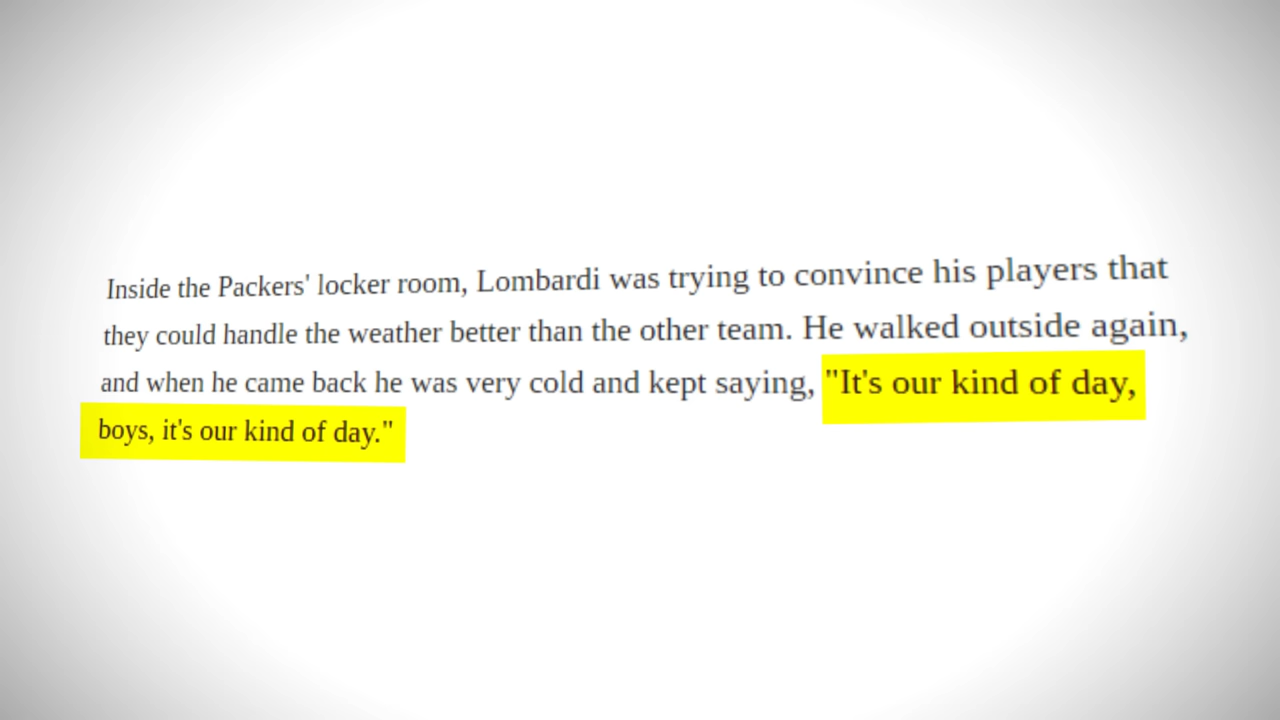 Inside the Packers' locker room, Lombardi was trying to convince his players that
they could handle the weather better than the other team. He walked outside again,
and when he came back he was very cold and kept saying, "It's our kind of day,
boys, it's our kind of day."